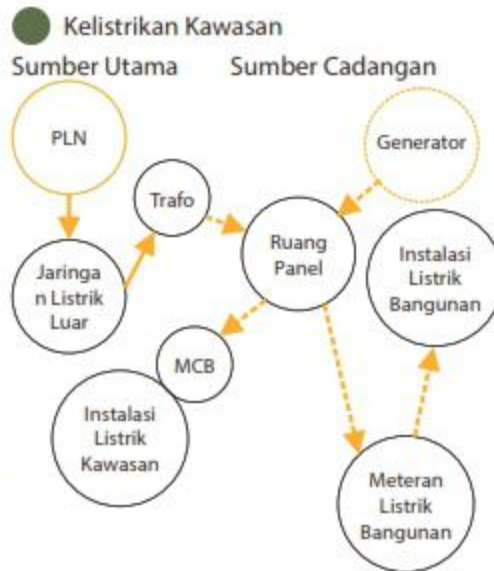 Kelistrikan Kawasan
Sumber Utama
Sumber Cadangan
PLN
Generator
Trafo
Ruang
Panel
Instalasi
Listrik
Bangunan
Jaringa
n Listrik
Luar
MCB
Instalasi
Listrik
Kawasan
Meteran
Listrik
Bangunan